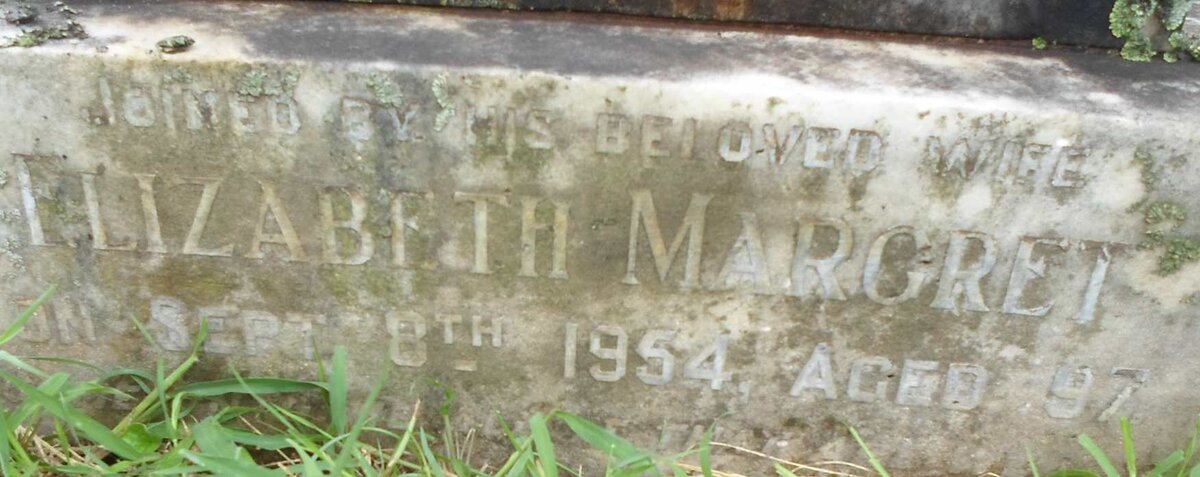 JOINED BY HIS BELOVED WIFE
ELIZABETH MARGRET
ON SEPT 8TH 1954, AGED 97